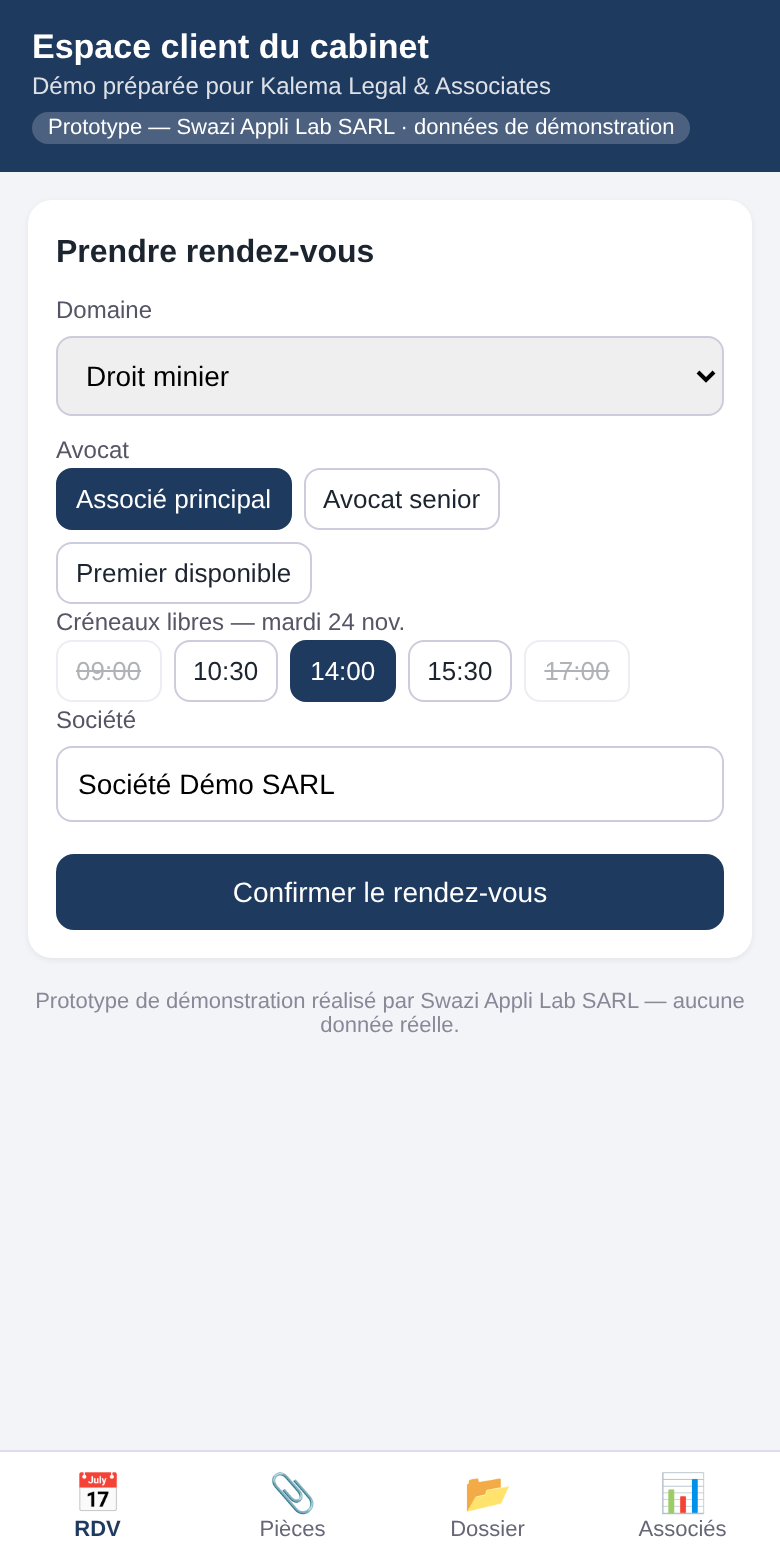 Espace client du cabinet
Démo préparée pour Kalema Legal & Associates
Prototype — Swazi Appli Lab SARL · données de démonstration
Prendre rendez-vous
Domaine
Droit minier
Avocat
Associé principal
Avocat senior
Premier disponible
Créneaux libres — mardi 24 nov.
09:00 10:30 14:00 15:30 17:00
Société
Société Démo SARL
Confirmer le rendez-vous
Prototype de démonstration réalisé par Swazi Appli Lab SARL — aucune
donnée réelle.
July
17
RDV
Pièces
Dossier
Associés